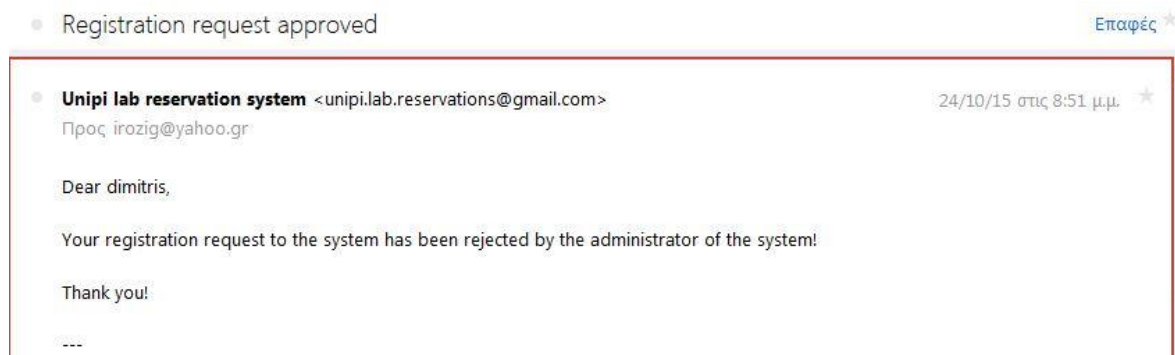 Registration request approved
Επαφές
Unipi lab reservation system <unipi.lab.reservations@gmail.com>
24/10/15 στις 8:51 μ.μ.
Προς irozig@yahoo.gr
Dear dimitris,
Your registration request to the system has been rejected by the administrator of the system!
Thank you!
---